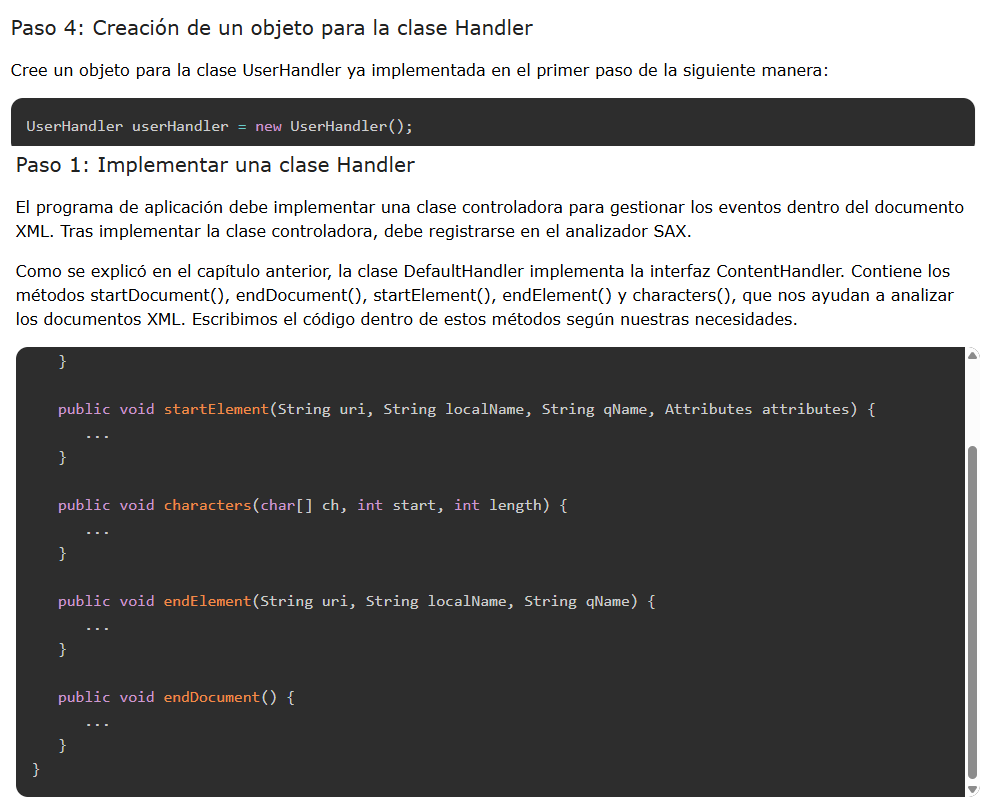 Paso 4: Creación de un objeto para la clase Handler
Cree un objeto para la clase UserHandler ya implementada en el primer paso de la siguiente manera:
UserHandler userHandler = new UserHandler();
Paso 1: Implementar una clase Handler
El programa de aplicación debe implementar una clase controladora para gestionar los eventos dentro del documento
XML. Tras implementar la clase controladora, debe registrarse en el analizador SAX.
Como se explicó en el capítulo anterior, la clase DefaultHandler implementa la interfaz ContentHandler. Contiene los
métodos startDocument(), endDocument(), startElement(), endElement() y characters(), que nos ayudan a analizar
los documentos XML. Escribimos el código dentro de estos métodos según nuestras necesidades.
}
public void startElement(String uri, String localName, String qName, Attributes attributes) {
...
}
public void characters(char[] ch, int start, int length) {
...
}
public void endElement(String uri, String localName, String qName) {
...
}
public void endDocument() {
...
}
}